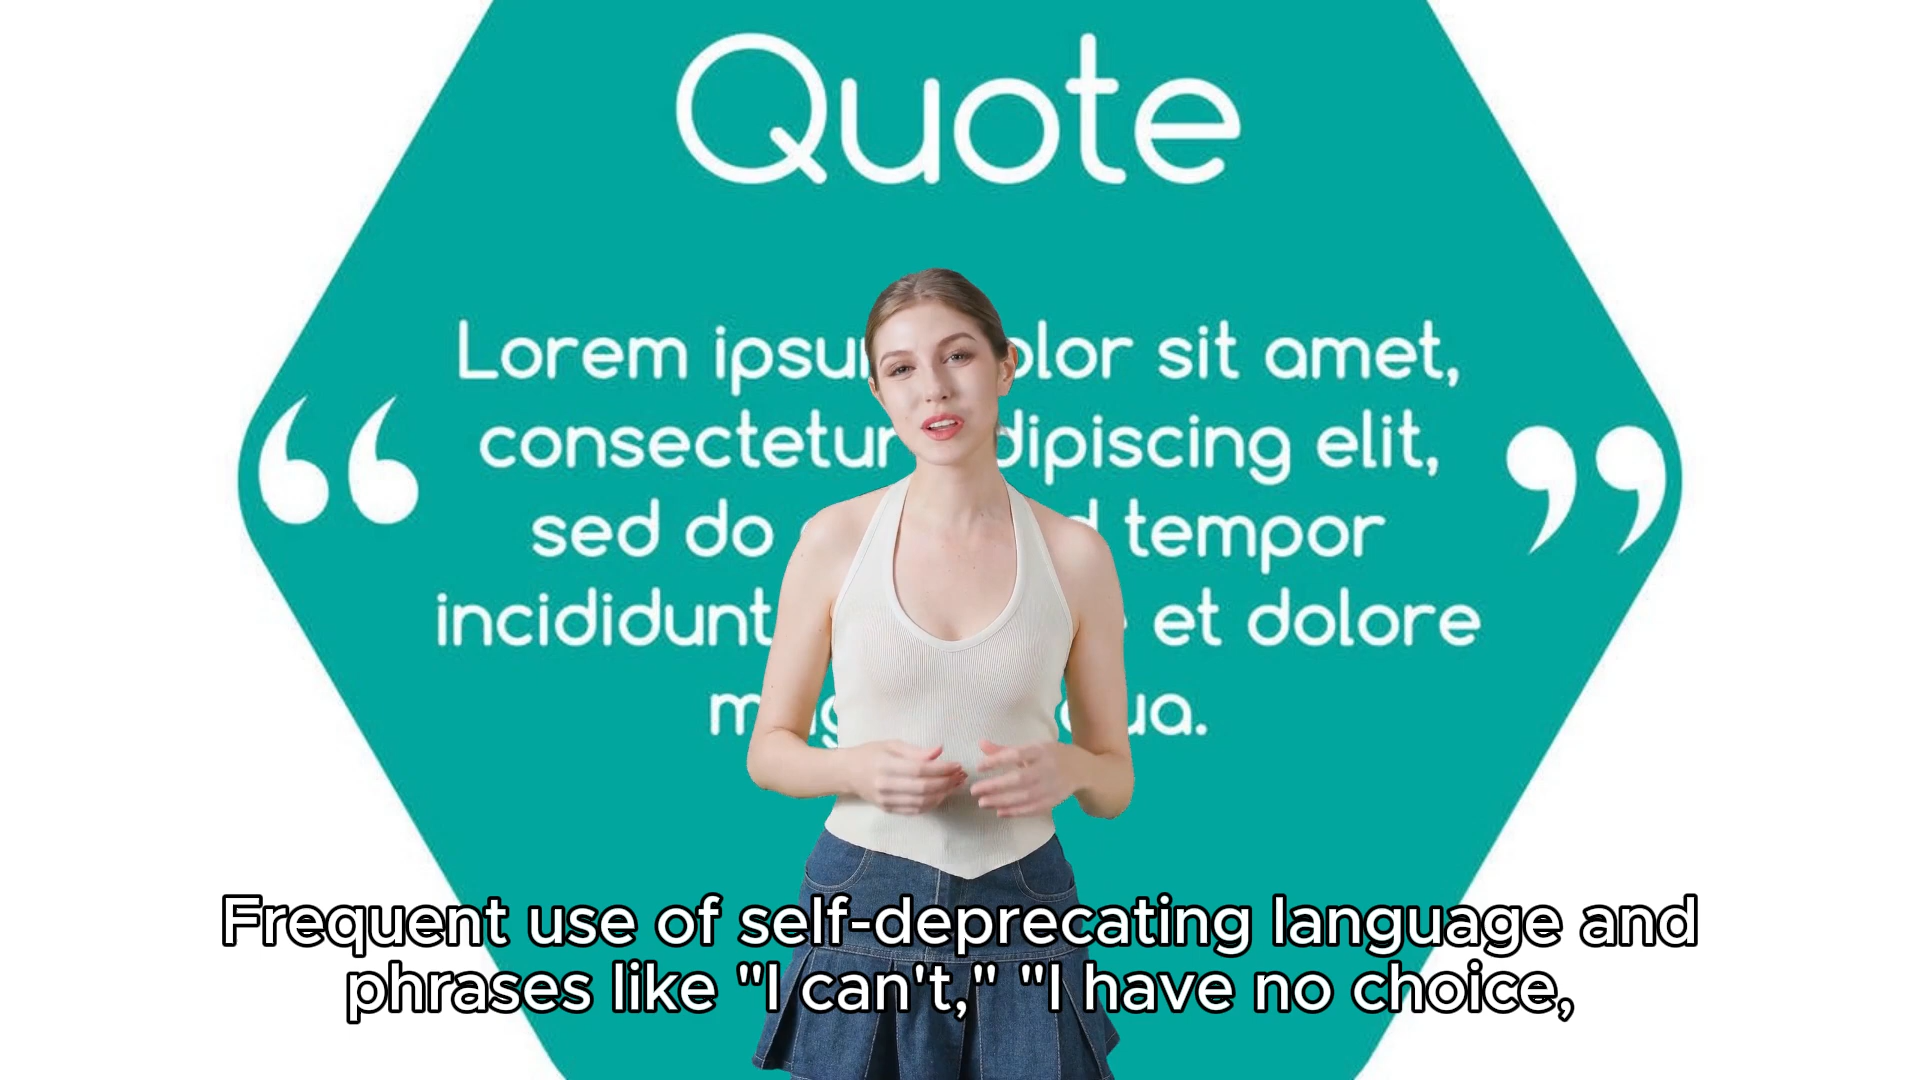 Quote
Lorem ipsu olor sit amet,
consectetur dipiscing elit,
sed do d tempor
incididunt et dolore
m ua.
Frequent use of self-deprecating language and
phrases like "I can't," "I have no choice,